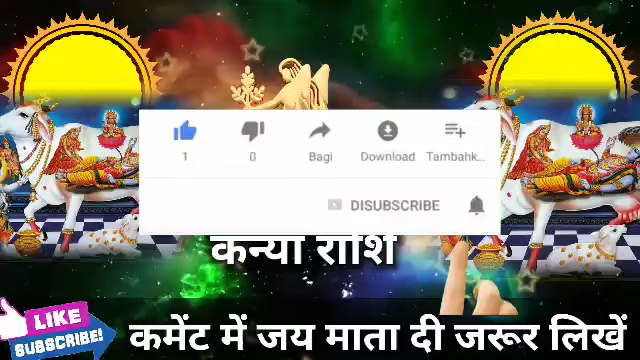 1 0 Bagi Download Tambahk...
DISUBSCRIBE
कन्या राशि
LIKE
SUBSCRIBE!
कमेंट में जय माता दी जरूर लिखें